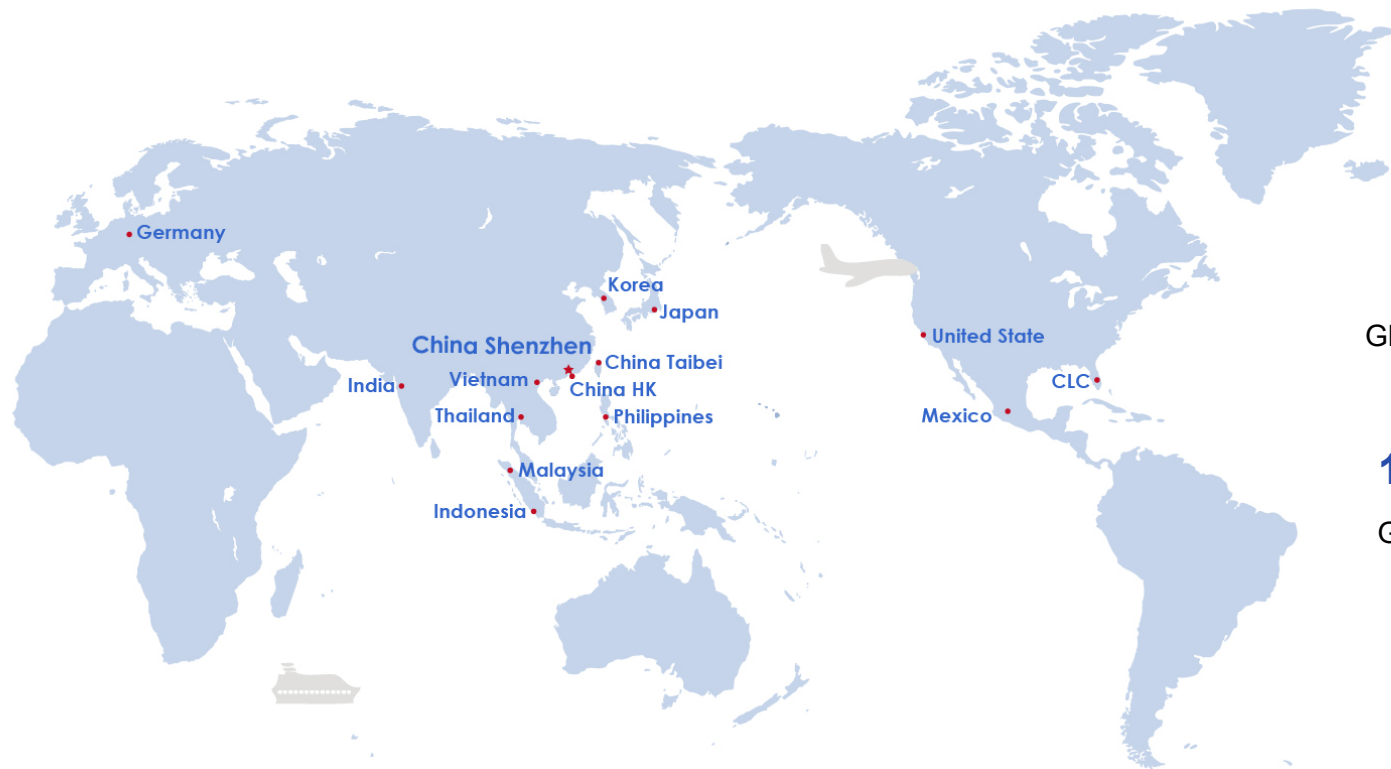 Germany
Korea
Japan
China Shenzhen
United State
China Taibei
India
Vietnam
China HK
CLC
Thailand
Philippines
Mexico
Malaysia
Indonesia